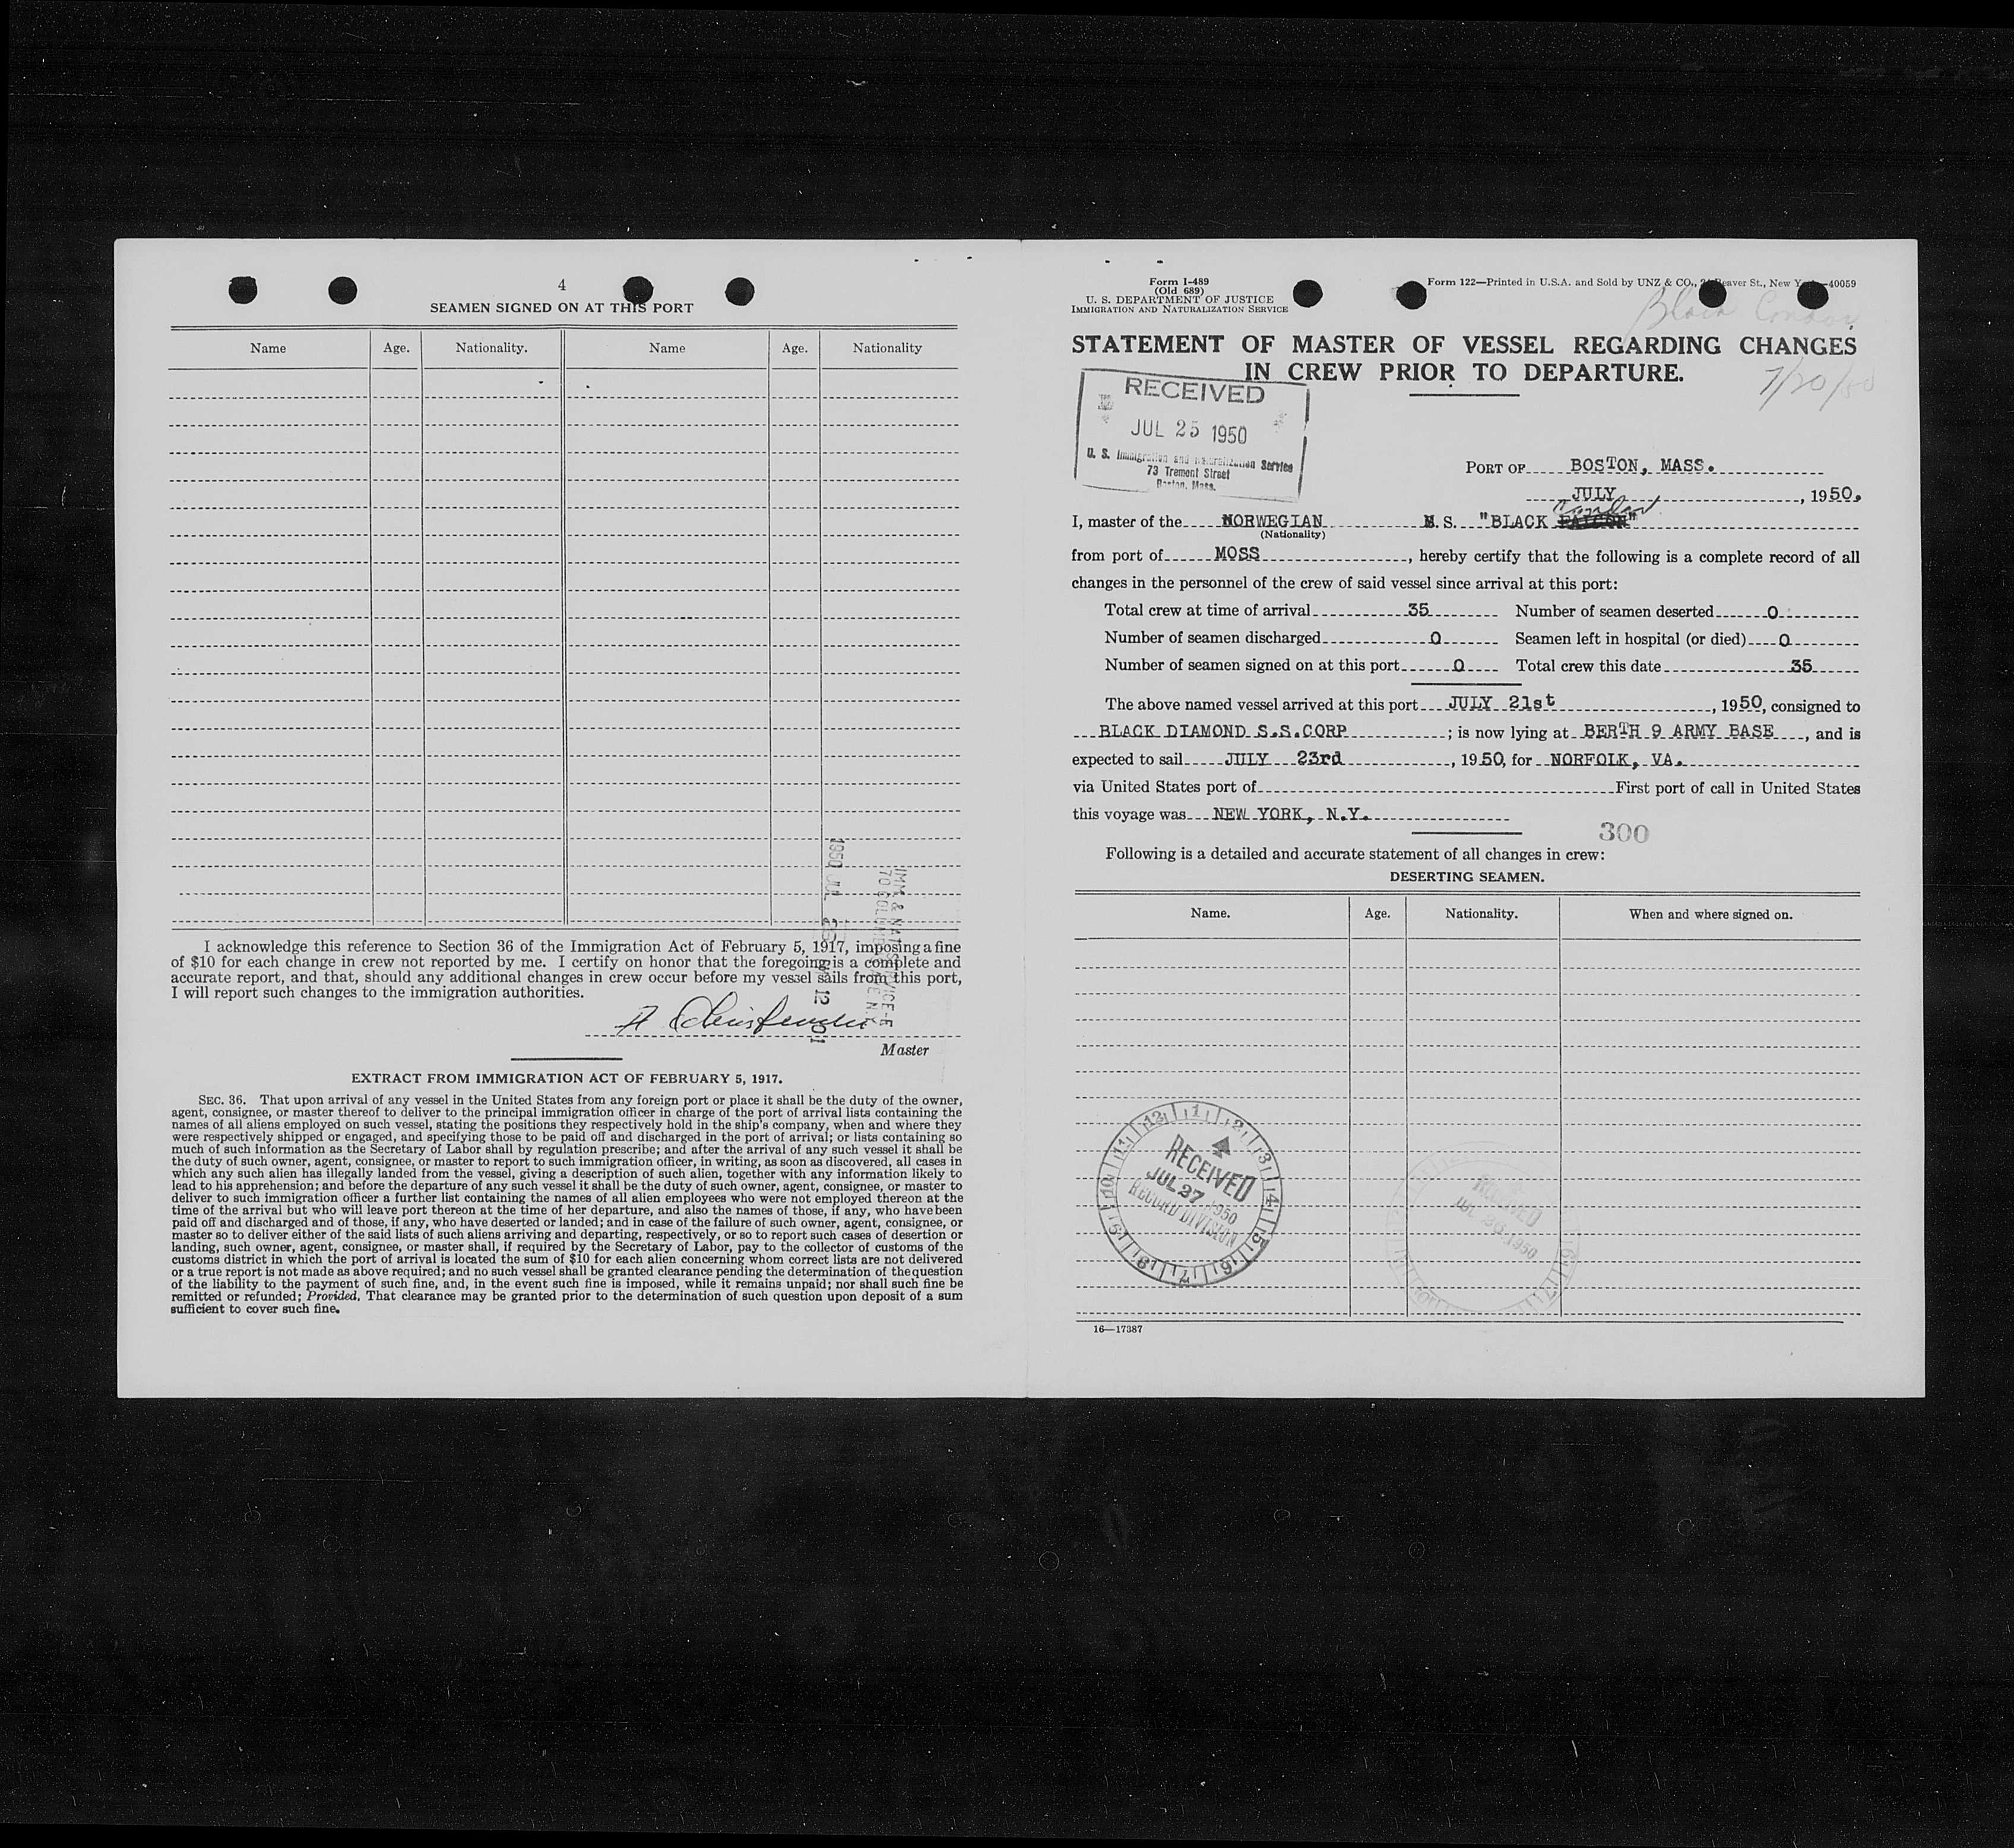 4
SEAMEN SIGNED ON AT THIS PORT
Name Age. Nationality. Name Age. Nationality
I acknowledge this reference to Section 36 of the Immigration Act of February 5, 1917, imposing a fine
of $10 for each change in crew not reported by me. I certify on honor that the foregoing is a complete and
accurate report, and that, should any additional changes in crew occur before my vessel sails from this port,
I will report such changes to the immigration authorities.
Master
EXTRACT FROM IMMIGRATION ACT OF FEBRUARY 5, 1917.
SEC. 36. That upon arrival of any vessel in the United States from any foreign port or place it shall be the duty of the owner,
agent, consignee, or master thereof to deliver to the principal immigration officer in charge of the port of arrival lists containing the
names of all aliens employed on such vessel, stating the positions they respectively hold in the ship's company, when and where they
were respectively shipped or engaged, and specifying those to be paid off and discharged in the port of arrival; or lists containing so
much of such information as the Secretary of Labor shall by regulation prescribe; and after the arrival of any such vessel it shall be
the duty of such owner, agent, consignee, or master to report to such immigration officer, in writing, as soon as discovered, all cases in
which any such alien has illegally landed from the vessel, giving a description of such alien, together with any information likely to
lead to his apprehension; and before the departure of any such vessel it shall be the duty of such owner, agent, consignee, or master to
deliver to such immigration officer a further list containing the names of all alien employees who were not employed thereon at the
time of the arrival but who will leave port thereon at the time of her departure, and also the names of those, if any, who have been
paid off and discharged and of those, if any, who have deserted or landed; and in case of the failure of such owner, agent, consignee, or
master so to deliver either of the said lists of such aliens arriving and departing, respectively, or so to report such cases of desertion or
landing, such owner, agent, consignee, or master shall, if required by the Secretary of Labor, pay to the collector of customs of the
customs district in which the port of arrival is located the sum of $10 for each alien concerning whom correct lists are not delivered
or a true report is not made as above required; and no such vessel shall be granted clearance pending the determination of the question
of the liability to the payment of such fine, and, in the event such fine is imposed, while it remains unpaid; nor shall such fine be
remitted or refunded; Provided, That clearance may be granted prior to the determination of such question upon deposit of a sum
sufficient to cover such fine.
Form I-489
(Old 689)
U. S. DEPARTMENT OF JUSTICE
IMMIGRATION AND NATURALIZATION SERVICE
Form 122—Printed in U.S.A. and Sold by UNZ & CO., Beaver St., New 40059
Black Condor
STATEMENT OF MASTER OF VESSEL REGARDING CHANGES
IN CREW PRIOR TO DEPARTURE.
7/20/50
RECEIVED
JUL 25 1950
U. S. Immigration and Naturalization Service
73 Tremont Street
Boston, Mass.
PORT OF BOSTON, MASS.
JULY , 1950.
Condor
I, master of the NORWEGIAN M.S. "BLACK FALCON"
(Nationality)
from port of MOSS , hereby certify that the following is a complete record of all
changes in the personnel of the crew of said vessel since arrival at this port:
Total crew at time of arrival 35 Number of seamen deserted 0
Number of seamen discharged 0 Seamen left in hospital (or died) 0
Number of seamen signed on at this port 0 Total crew this date 35
The above named vessel arrived at this port JULY 21st , 1950, consigned to
BLACK DIAMOND S.S.CORP ; is now lying at BERTH 9 ARMY BASE , and is
expected to sail JULY 23rd , 1950, for NORFOLK, VA.
via United States port of First port of call in United States
this voyage was NEW YORK, N.Y.
300
Following is a detailed and accurate statement of all changes in crew:
DESERTING SEAMEN.
Name. Age. Nationality. When and where signed on.
RECEIVED
JUL 27 1950
RECORD DIVISION
RECEIVED
JUL 26 1950
16—17387